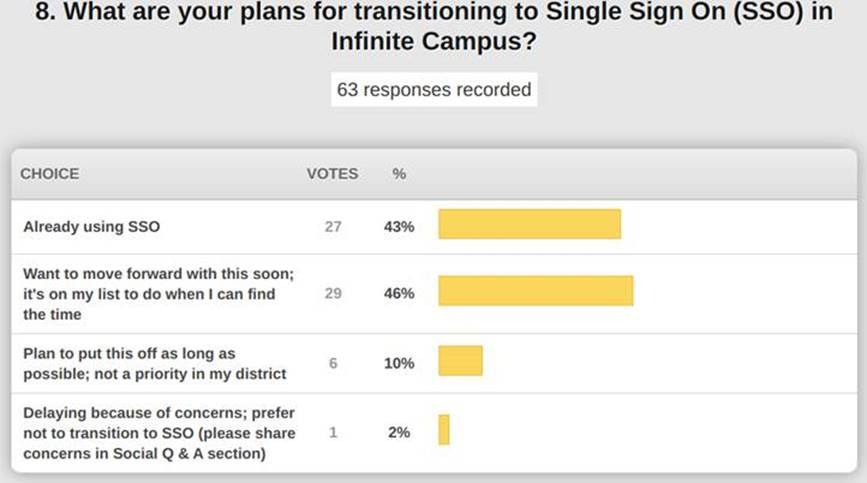 8. What are your plans for transitioning to Single Sign On (SSO) in
Infinite Campus?
63 responses recorded
CHOICE VOTES %
Already using SSO 27 43%
Want to move forward with this soon;
it's on my list to do when I can find 29 46%
the time
Plan to put this off as long as
possible; not a priority in my district 6 10%
Delaying because of concerns; prefer
not to transition to SSO (please share 1 2%
concerns in Social Q & A section)